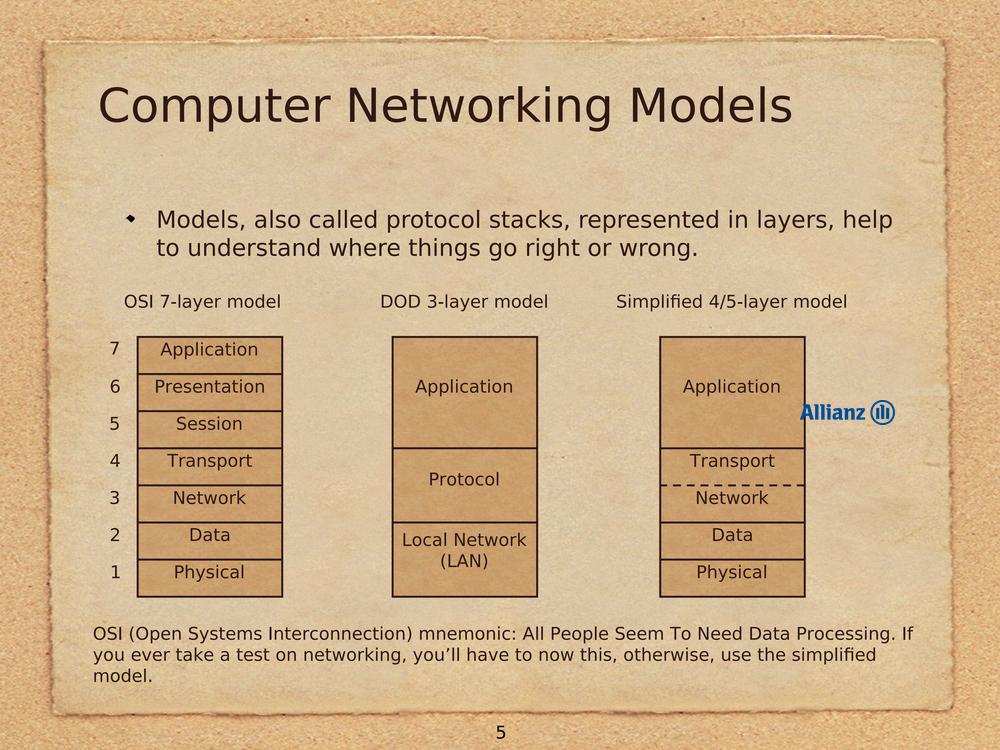 Computer Networking Models
Models, also called protocol stacks, represented in layers, help
to understand where things go right or wrong.
OSI 7-layer model
DOD 3-layer model
Simplified 4/5-layer model
7 Application
6 Presentation
5 Session
4 Transport
3 Network
2 Data
1 Physical
Application
Protocol
Local Network
(LAN)
Application
Transport
Network
Data
Physical
Allianz
OSI (Open Systems Interconnection) mnemonic: All People Seem To Need Data Processing. If
you ever take a test on networking, you’ll have to now this, otherwise, use the simplified
model.
5